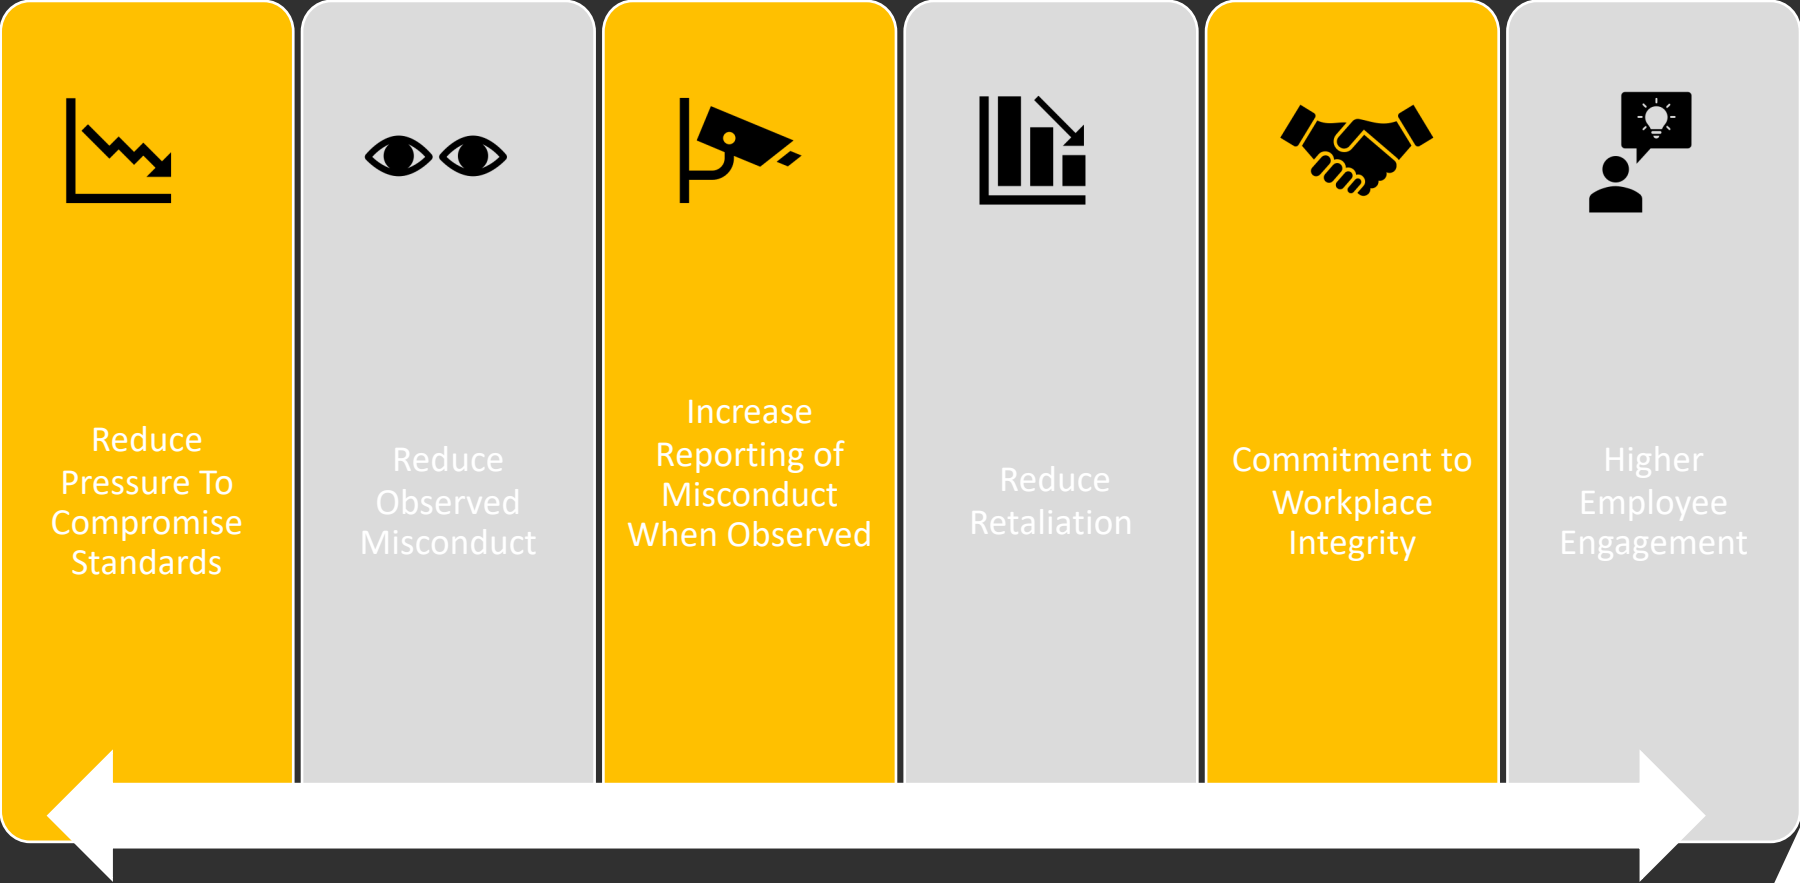 Reduce
Pressure To
Compromise
Standards
Reduce
Observed
Misconduct
Increase
Reporting of
Misconduct
When Observed
Reduce
Retaliation
Commitment to
Workplace
Integrity
Higher
Employee
Engagement